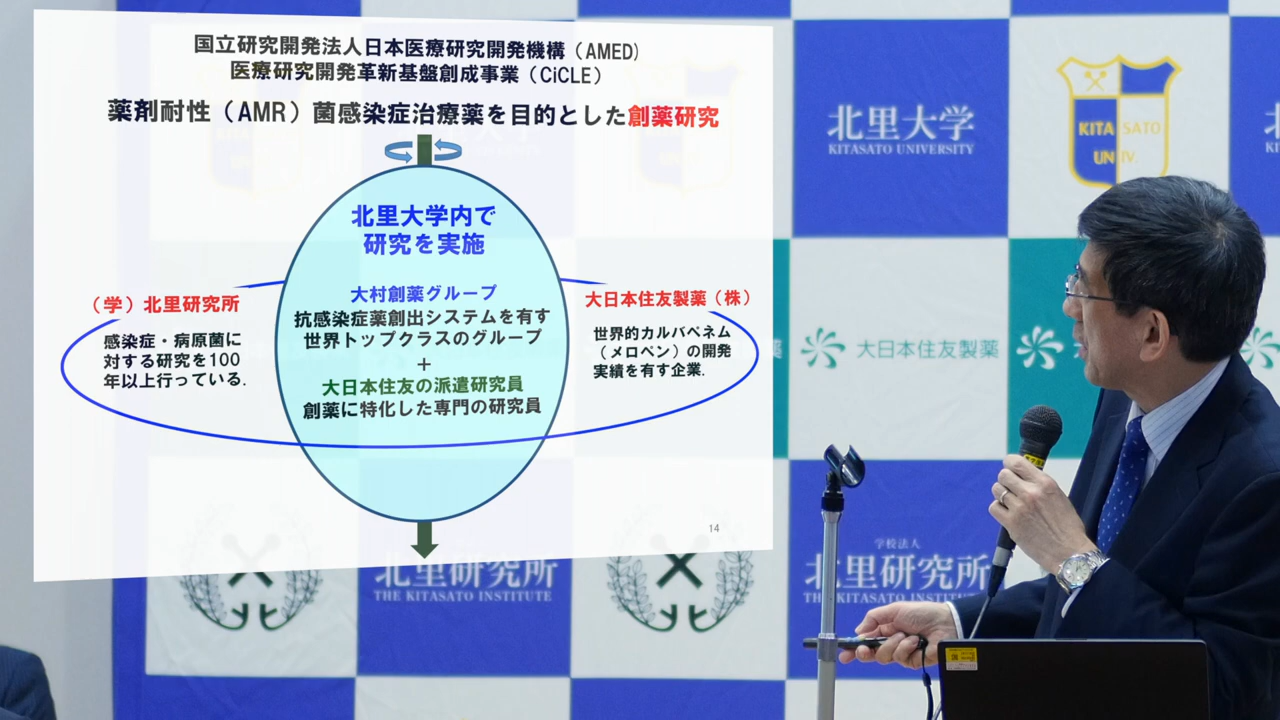 国立研究開発法人日本医療研究開発機構（AMED)
医療研究開発革新基盤創成事業（CiCLE）
薬剤耐性（AMR）菌感染症治療薬を目的とした創薬研究
北里大学内で
研究を実施
大村創薬グループ
抗感染症薬創出システムを有す
世界トップクラスのグループ
+
大日本住友の派遣研究員
創薬に特化した専門の研究員
（学）北里研究所
感染症・病原菌に
対する研究を100
年以上行っている.
大日本住友製薬（株）
世界的カルバペネム
（メロペン）の開発
実績を有す企業.
14
北里大学
KITASATO UNIVERSITY
KITA SATO
UNIV.
大日本住友製薬
北里研究所
THE KITASATO INSTITUTE
学校法人
北里研究所
THE KITASATO INSTITUTE